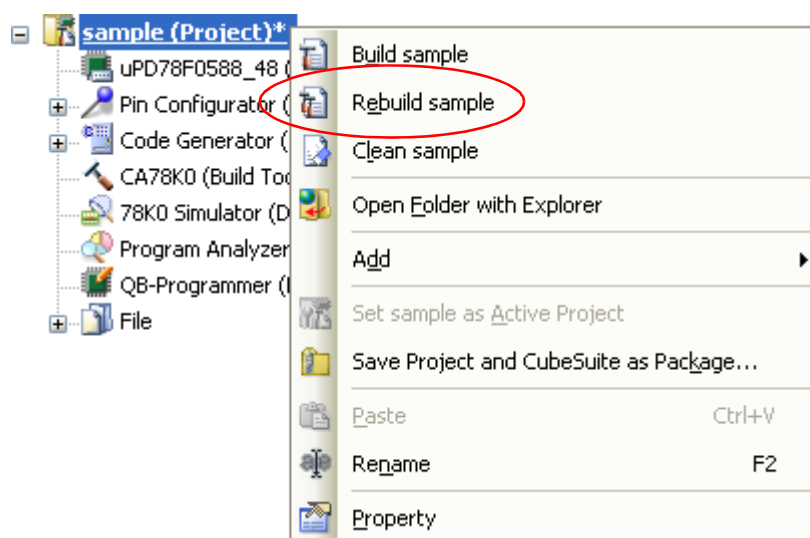 sample (Project)*
uPD78F0588_48 (
Pin Configurator (
Code Generator (
CA78K0 (Build Too
78K0 Simulator (D
Program Analyzer
QB-Programmer (
File
Build sample
Rebuild sample
Clean sample
Open Folder with Explorer
Add
Set sample as Active Project
Save Project and CubeSuite as Package...
Paste Ctrl+V
Rename F2
Property